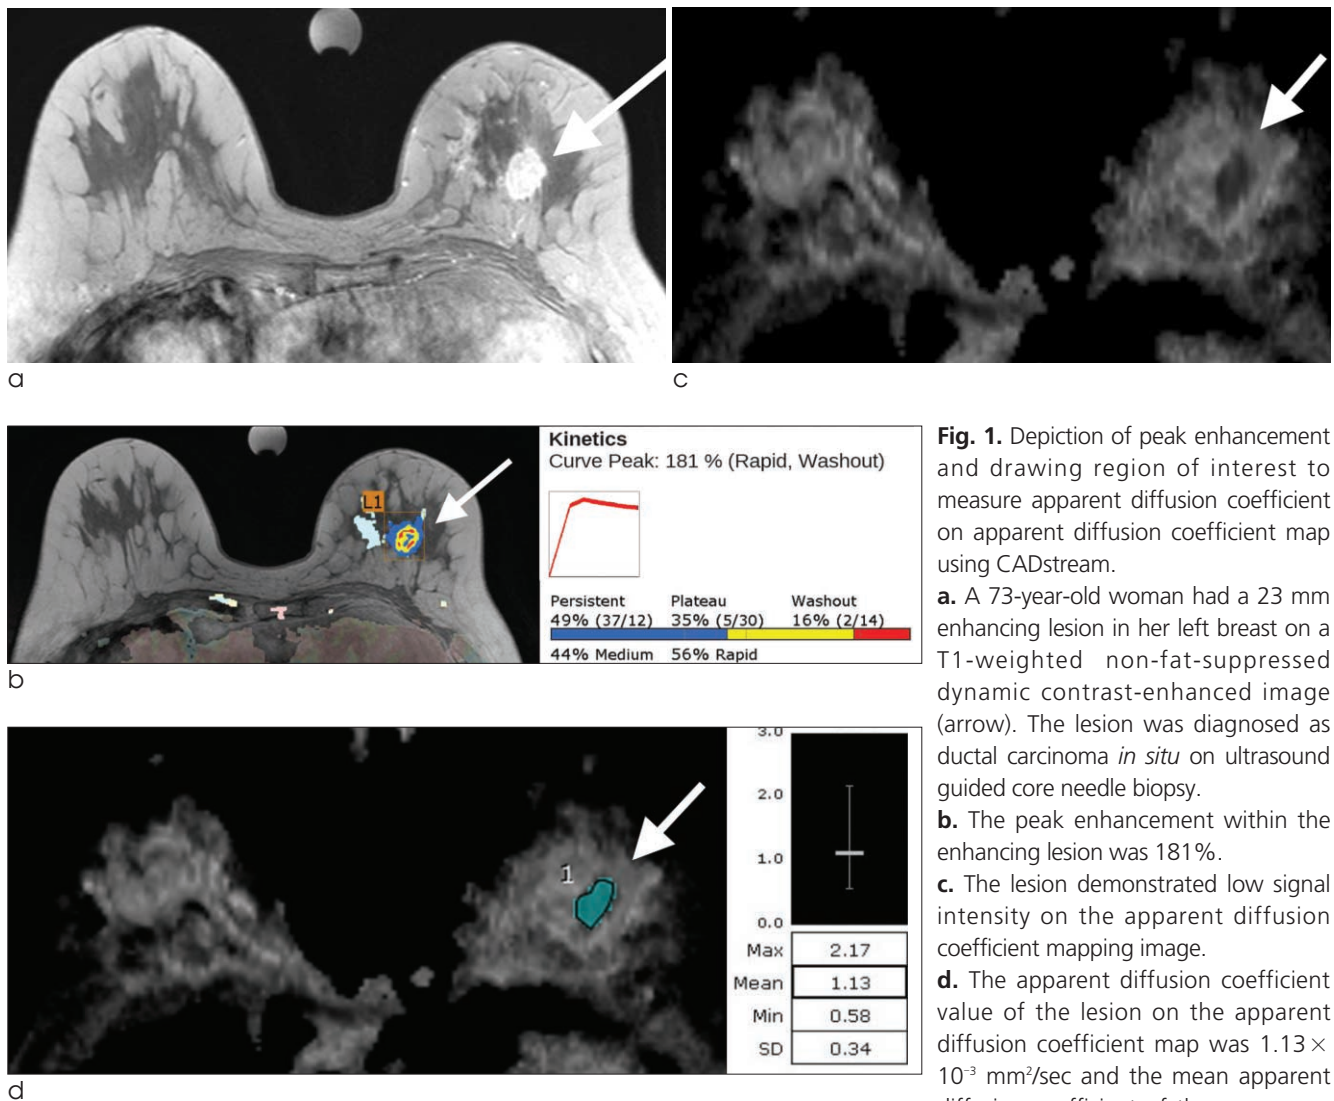 a
c
L1
Kinetics
Curve Peak: 181 % (Rapid, Washout)
Persistent Plateau Washout
49% (37/12) 35% (5/30) 16% (2/14)
44% Medium 56% Rapid
b
1
3.0
2.0
1.0
0.0
Max 2.17
Mean 1.13
Min 0.58
SD 0.34
d
Fig. 1. Depiction of peak enhancement
and drawing region of interest to
measure apparent diffusion coefficient
on apparent diffusion coefficient map
using CADstream.
a. A 73-year-old woman had a 23 mm
enhancing lesion in her left breast on a
T1-weighted non-fat-suppressed
dynamic contrast-enhanced image
(arrow). The lesion was diagnosed as
ductal carcinoma in situ on ultrasound
guided core needle biopsy.
b. The peak enhancement within the
enhancing lesion was 181%.
c. The lesion demonstrated low signal
intensity on the apparent diffusion
coefficient mapping image.
d. The apparent diffusion coefficient
value of the lesion on the apparent
diffusion coefficient map was 1.13×
10⁻³ mm²/sec and the mean apparent